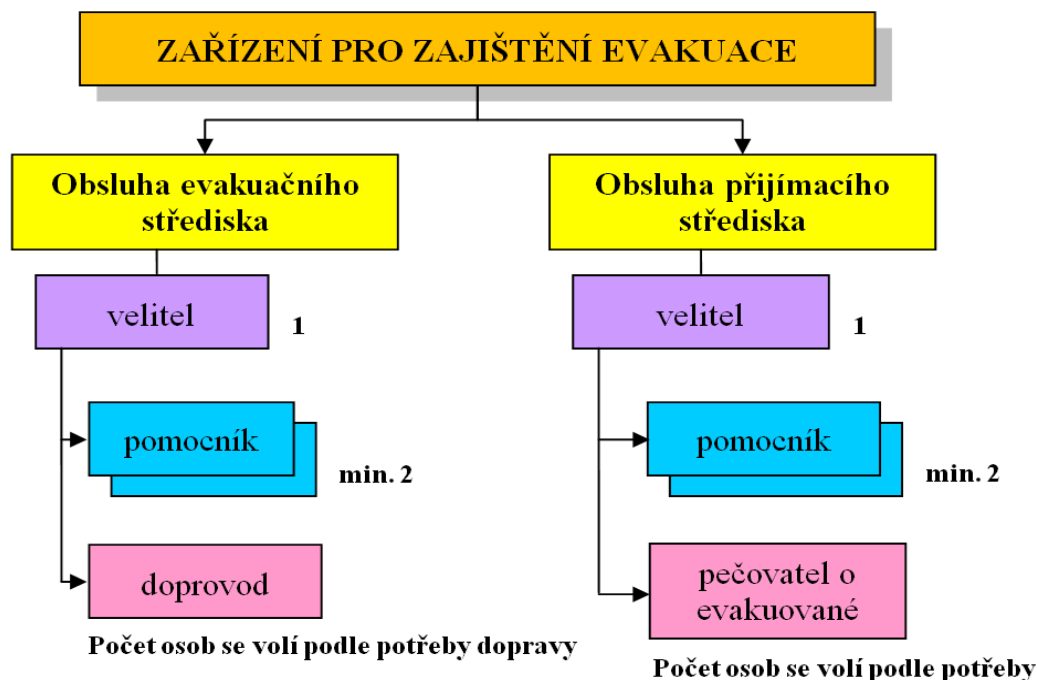 ZAŘÍZENÍ PRO ZAJIŠTĚNÍ EVAKUACE
Obsluha evakuačního
střediska
velitel
1
pomocník
min. 2
doprovod
Počet osob se volí podle potřeby dopravy
Obsluha přijímacího
střediska
velitel
1
pomocník
min. 2
pečovatel o
evakuované
Počet osob se volí podle potřeby